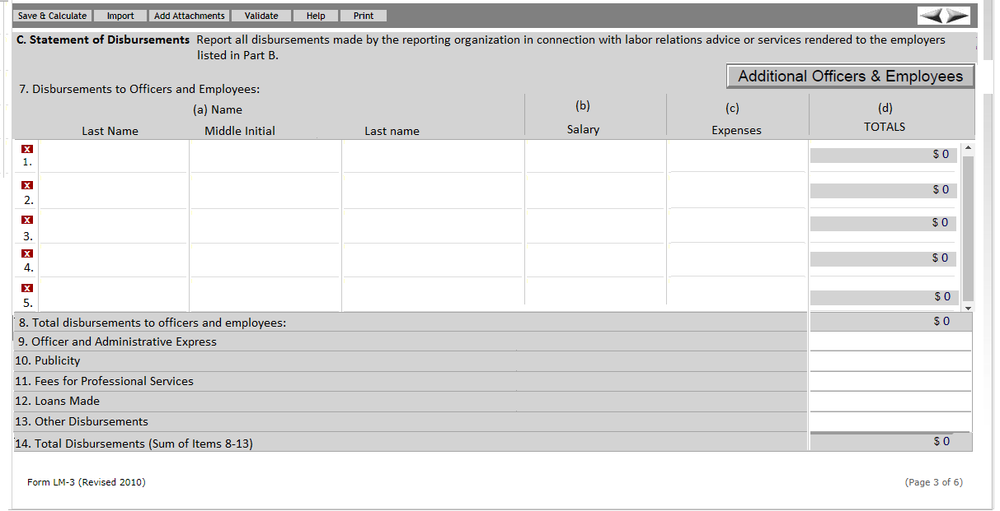 Save & Calculate Import Add Attachments Validate Help Print
C. Statement of Disbursements Report all disbursements made by the reporting organization in connection with labor relations advice or services rendered to the employers
listed in Part B.
Additional Officers & Employees
7. Disbursements to Officers and Employees:
(a) Name (b) (c) (d)
Last Name Middle Initial Last name Salary Expenses TOTALS
X $ 0
1.
X $ 0
2.
X $ 0
3.
X $ 0
4.
X $ 0
5.
8. Total disbursements to officers and employees: $ 0
9. Officer and Administrative Express
10. Publicity
11. Fees for Professional Services
12. Loans Made
13. Other Disbursements
14. Total Disbursements (Sum of Items 8-13) $ 0
Form LM-3 (Revised 2010) (Page 3 of 6)